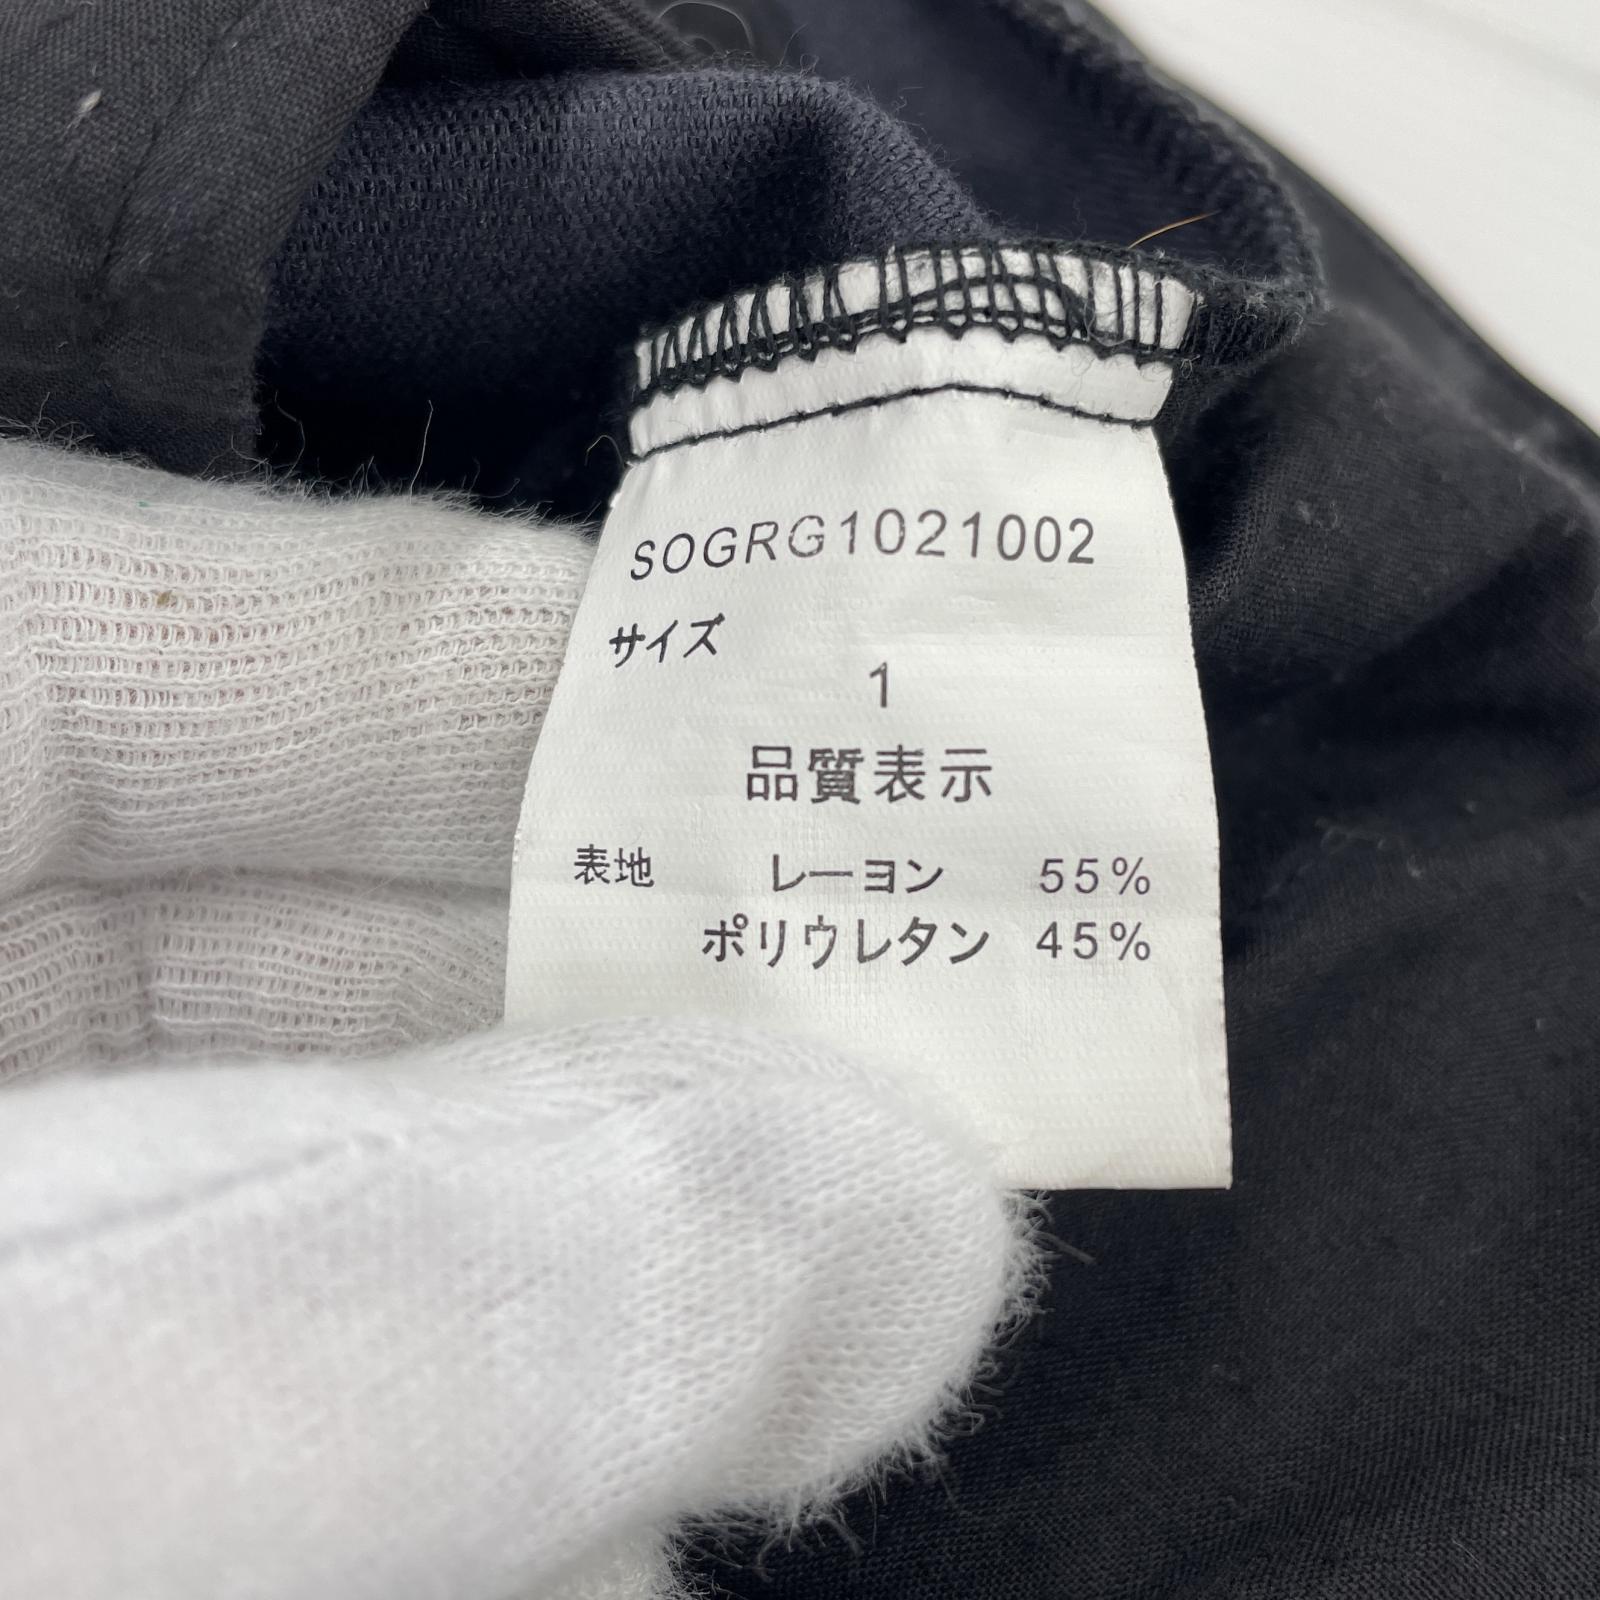 SOGRG1021002
サイズ
1
品質表示
表地 レーヨン 55%
ポリウレタン 45%